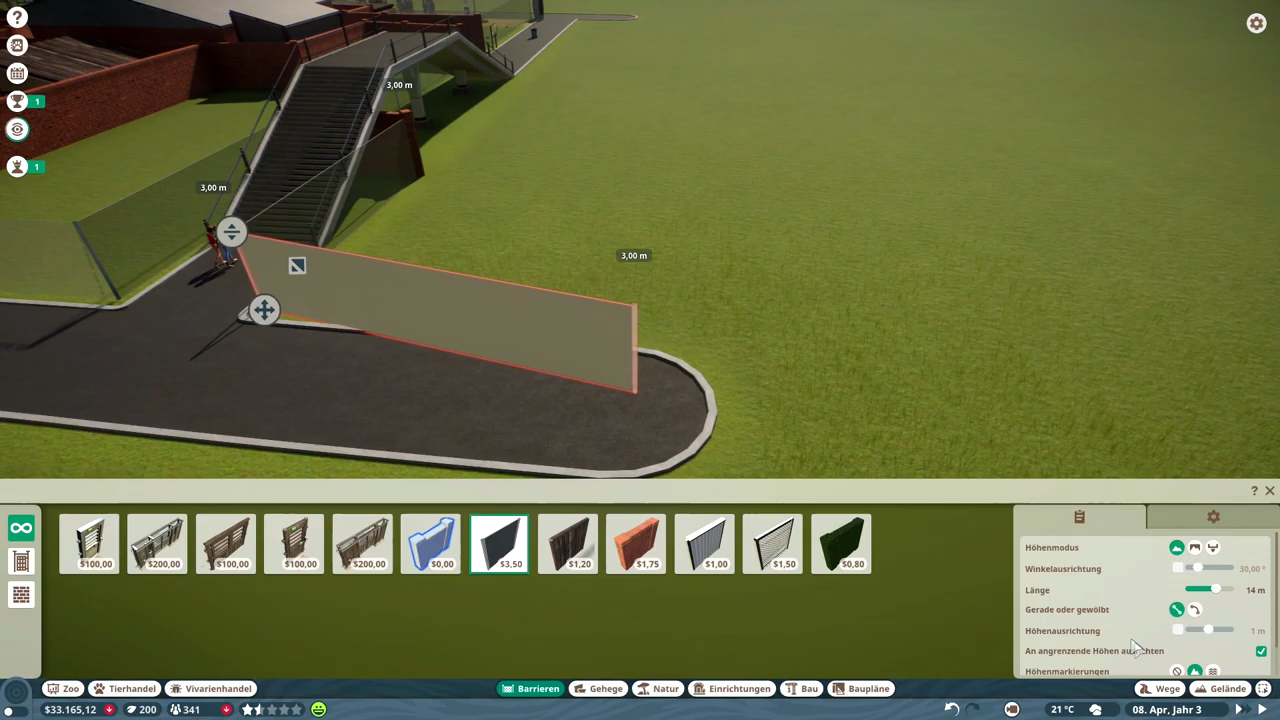 ?
1
1
3,00 m
3,00 m
3,00 m
? ×
$100,00 $200,00 $100,00 $100,00 $200,00 $0,00 $3,50 $1,20 $1,75 $1,00 $1,50 $0,80
Höhenmodus
Winkelausrichtung 30,00 °
Länge 14 m
Gerade oder gewölbt
Höhenausrichtung 1 m
An angrenzende Höhen ausrichten
Höhenmarkierungen
Zoo Tierhandel Vivarienhandel Barrieren Gehege Natur Einrichtungen Bau Baupläne Wege Gelände
$33.165,12 200 341 21 °C 08. Apr, Jahr 3